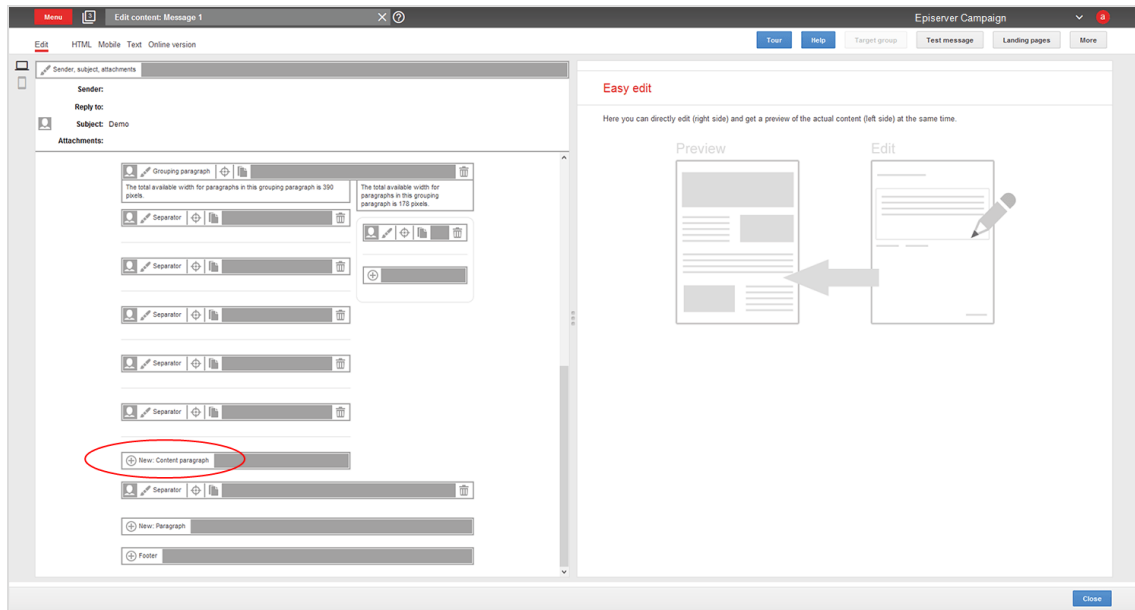 Menu
3
Edit content: Message 1
Episerver Campaign
a
Edit
HTML
Mobile
Text
Online version
Tour
Help
Target group
Test message
Landing pages
More
Sender, subject, attachments
Sender:
Reply to:
Subject: Demo
Attachments:
Grouping paragraph
The total available width for paragraphs in this grouping paragraph is 390
pixels.
The total available width for
paragraphs in this grouping
paragraph is 178 pixels.
Separator
Separator
Separator
Separator
Separator
New: Content paragraph
Separator
New: Paragraph
Footer
Easy edit
Here you can directly edit (right side) and get a preview of the actual content (left side) at the same time.
Preview
Edit
Close